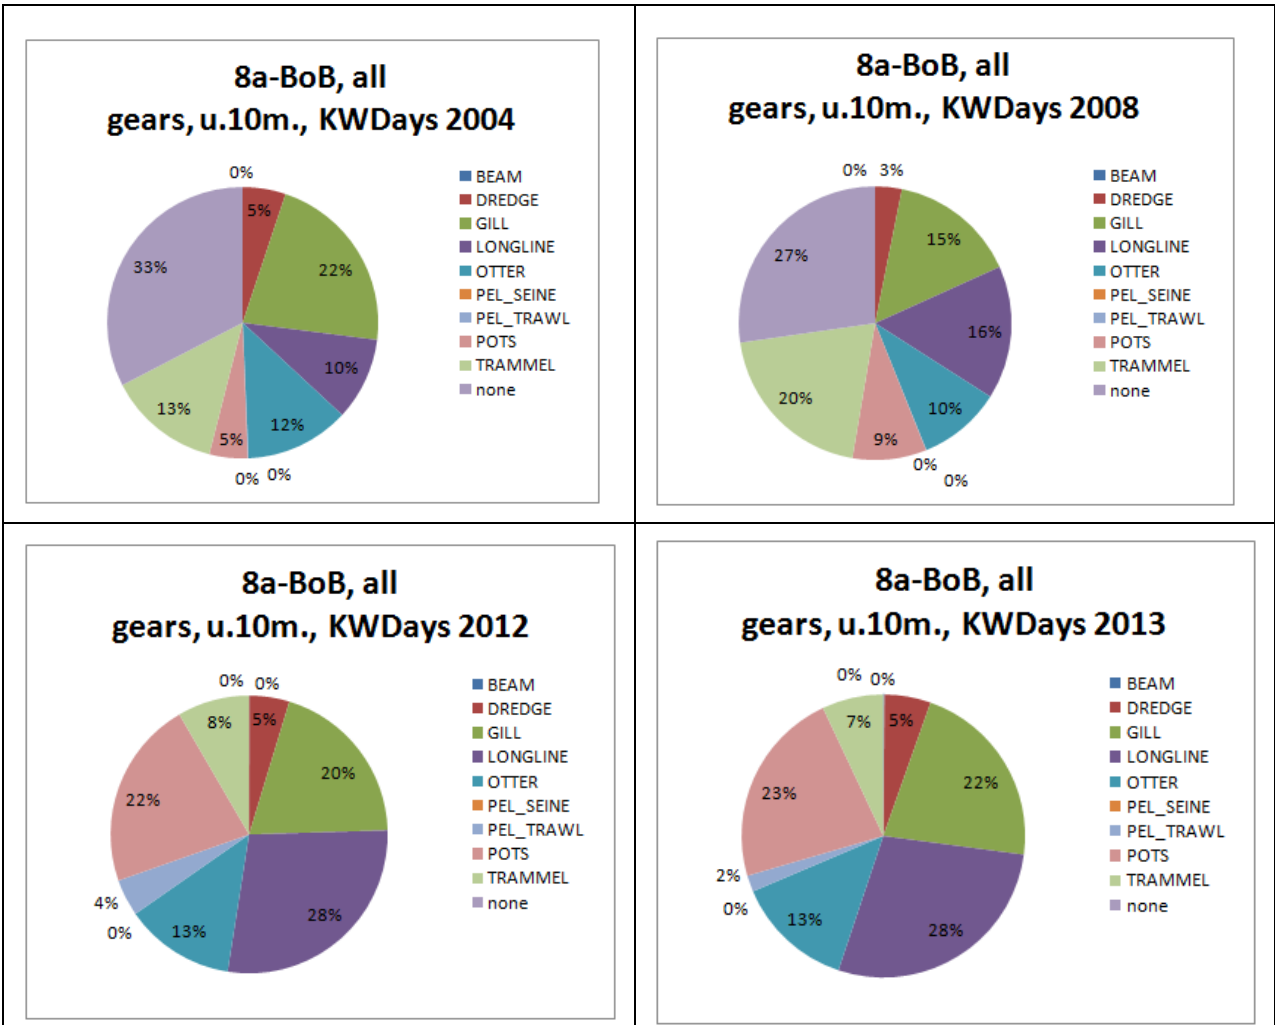 8a-BoB, all
gears, u.10m., KWDays 2004
0%
5%
22%
10%
12%
0%
0%
5%
13%
33%
BEAM
DREDGE
GILL
LONGLINE
OTTER
PEL_SEINE
PEL_TRAWL
POTS
TRAMMEL
none
8a-BoB, all
gears, u.10m., KWDays 2008
0%
3%
15%
16%
10%
0%
0%
9%
20%
27%
BEAM
DREDGE
GILL
LONGLINE
OTTER
PEL_SEINE
PEL_TRAWL
POTS
TRAMMEL
none
8a-BoB, all
gears, u.10m., KWDays 2012
0%
0%
5%
20%
28%
13%
0%
4%
22%
8%
BEAM
DREDGE
GILL
LONGLINE
OTTER
PEL_SEINE
PEL_TRAWL
POTS
TRAMMEL
none
8a-BoB, all
gears, u.10m., KWDays 2013
0%
0%
5%
22%
28%
13%
0%
2%
23%
7%
BEAM
DREDGE
GILL
LONGLINE
OTTER
PEL_SEINE
PEL_TRAWL
POTS
TRAMMEL
none